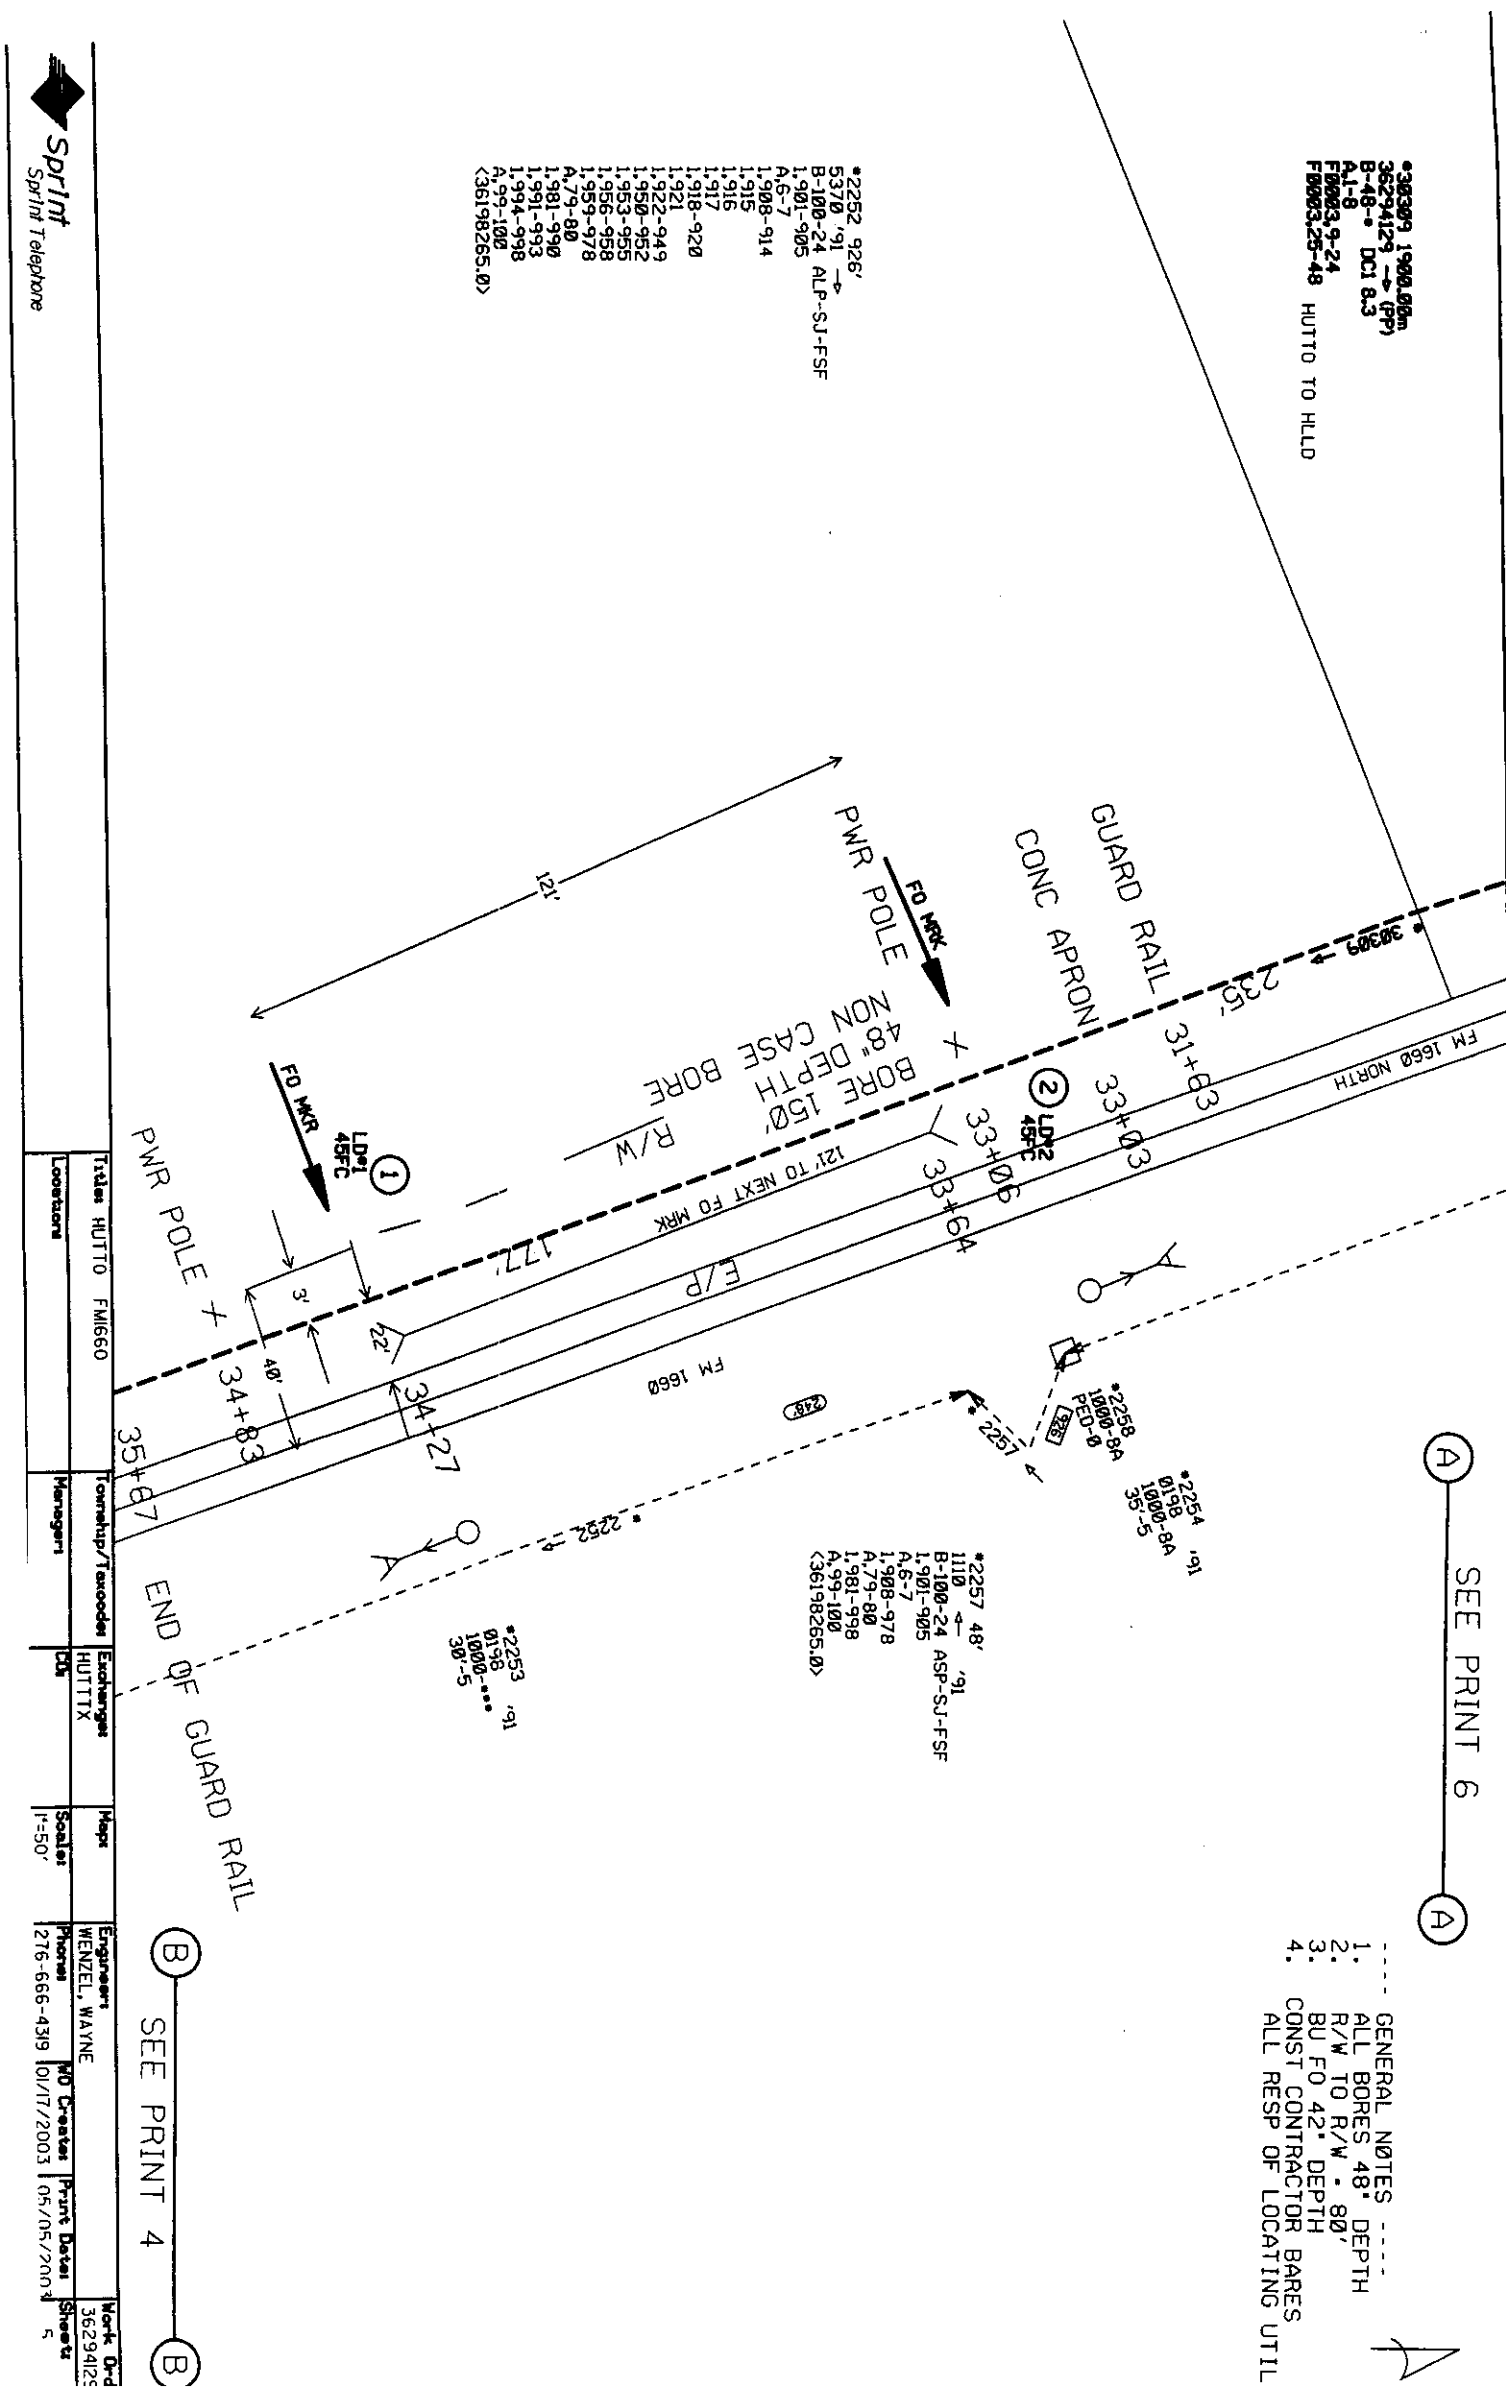 *30309 1900.00m
36294129 → (PP)
B-48-* DC1 8.3
A,1-8
F0003,9-24
F0003,25-48 HUTTO TO HLLD
*2252 926'
5370 '91 →
B-100-24 ALP-SJ-FSF
1,901-905
A,6-7
1,908-914
1,915
1,916
1,917
1,918-920
1,921
1,922-949
1,950-952
1,953-955
1,956-958
1,959-978
A,79-80
1,981-990
1,991-993
1,994-998
A,99-100
<36198265.0>
SEE PRINT 6
A
A
---- GENERAL NOTES ----
1. ALL BORES 48" DEPTH
2. R/W TO R/W = 80'
3. BU FO 42" DEPTH
4. CONST CONTRACTOR BARES
ALL RESP OF LOCATING UTIL
* 30309
235'
FM 1660 NORTH
GUARD RAIL
31+63
CONC APRON
33+03
2
LD#2
45FC
33+06
FO MRK
PWR POLE X
33+64
BORE 150'
48" DEPTH
NON CASE BORE
R/W
121' TO NEXT FO MRK
121'
177'
E/P
FM 1660
248'
A
*2258
1000-8A
PED-0
926
* 2257
*2254 '91
0198
1000-8A
35'-5
*2257 48'
1110 ← '91
B-100-24 ASP-SJ-FSF
1,901-905
A,6-7
1,908-978
A,79-80
1,981-998
A,99-100
<36198265.0>
* 2252
A
*2253 '91
0198
1000-***
30'-5
FO MKR
1
LD#1
45FC
3'
22'
40'
34+27
PWR POLE X
34+83
35+67
END OF GUARD RAIL
B
SEE PRINT 4
B
Sprint
Sprint Telephone
Title: HUTTO FM1660
Township/Taxcode:
Exchange:
HUTTTX
Map:
Engineer:
WENZEL, WAYNE
Work Ord
36294129
Location:
Manager:
CO:
Scale:
1"=50'
Phone:
276-666-4319
WO Create:
01/17/2003
Print Date:
05/05/2003
Sheet:
5